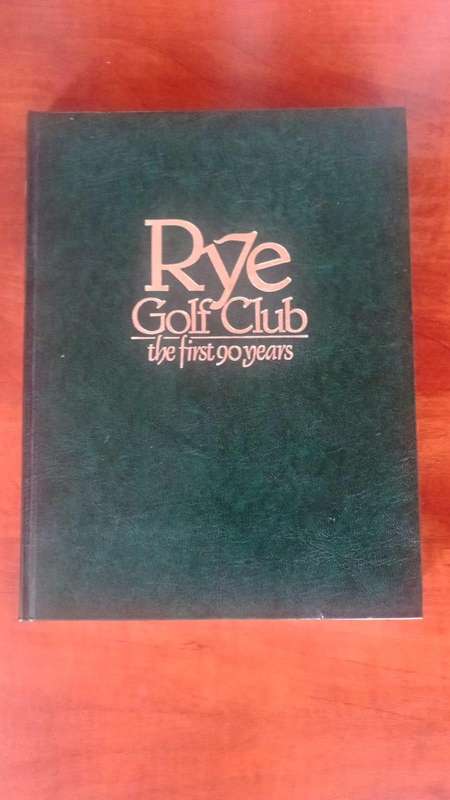 Rye
Golf Club
the first 90 years